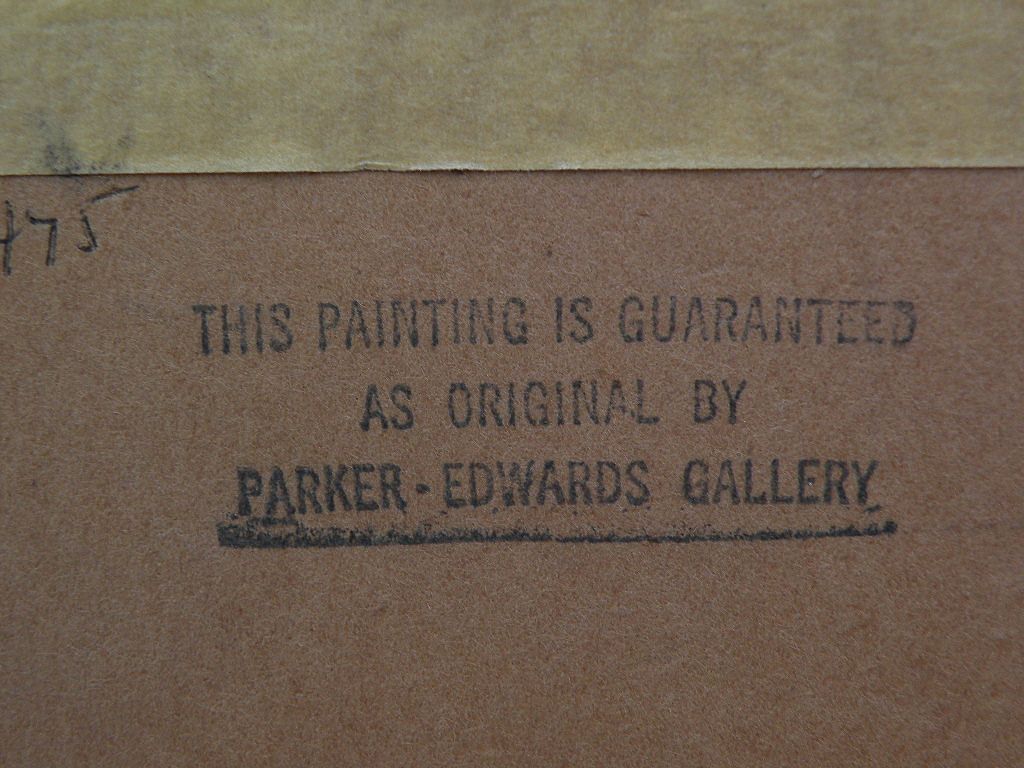 475
THIS PAINTING IS GUARANTEED
AS ORIGINAL BY
PARKER-EDWARDS GALLERY